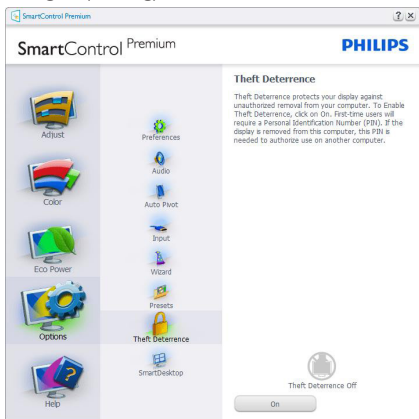 SmartControl Premium
SmartControl Premium
PHILIPS
Adjust
Color
Eco Power
Options
Help
Preferences
Audio
Auto Pivot
Input
Wizard
Presets
Theft Deterrence
SmartDesktop
Theft Deterrence
Theft Deterrence protects your display against
unauthorized removal from your computer. To Enable
Theft Deterrence, click on On. First-time users will
require a Personal Identification Number (PIN). If the
display is removed from this computer, this PIN is
needed to authorize use on another computer.
Theft Deterrence Off
On